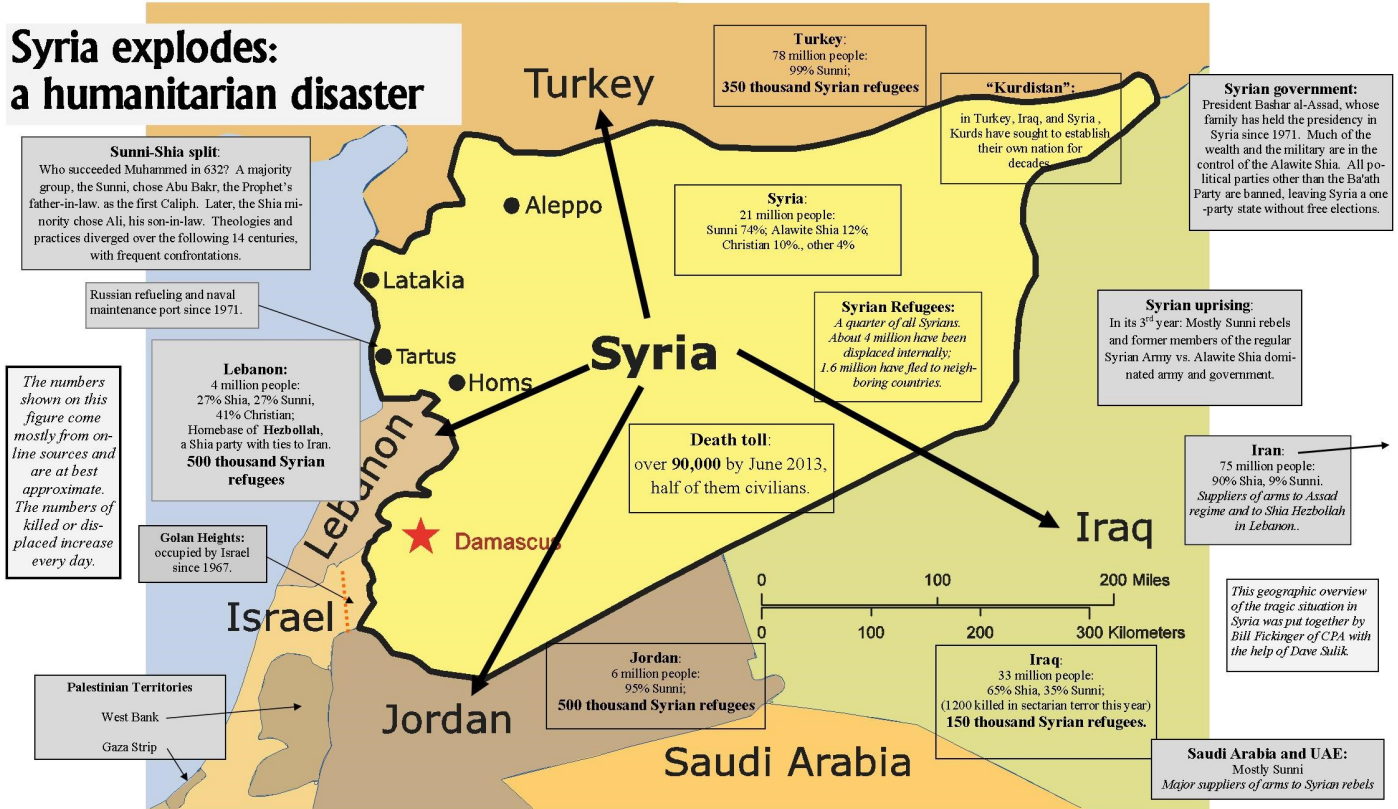 Syria explodes:
a humanitarian disaster
Turkey
Turkey:
78 million people:
99% Sunni;
350 thousand Syrian refugees
“Kurdistan”:
in Turkey, Iraq, and Syria ,
Kurds have sought to establish
their own nation for
decades
Syrian government:
President Bashar al-Assad, whose
family has held the presidency in
Syria since 1971. Much of the
wealth and the military are in the
control of the Alawite Shia. All po-
litical parties other than the Ba'ath
Party are banned, leaving Syria a one
-party state without free elections.
Sunni-Shia split:
Who succeeded Muhammed in 632? A majority
group, the Sunni, chose Abu Bakr, the Prophet’s
father-in-law. as the first Caliph. Later, the Shia mi-
nority chose Ali, his son-in-law. Theologies and
practices diverged over the following 14 centuries,
with frequent confrontations.
Aleppo
Syria:
21 million people:
Sunni 74%; Alawite Shia 12%;
Christian 10%., other 4%
Latakia
Russian refueling and naval
maintenance port since 1971.
Tartus
Homs
Syria
Syrian Refugees:
A quarter of all Syrians.
About 4 million have been
displaced internally;
1.6 million have fled to neigh-
boring countries.
Syrian uprising:
In its 3rd year: Mostly Sunni rebels
and former members of the regular
Syrian Army vs. Alawite Shia domi-
nated army and government.
The numbers
shown on this
figure come
mostly from on-
line sources and
are at best
approximate.
The numbers of
killed or dis-
placed increase
every day.
Lebanon:
4 million people:
27% Shia, 27% Sunni,
41% Christian;
Homebase of Hezbollah,
a Shia party with ties to Iran.
500 thousand Syrian
refugees
Lebanon
Death toll:
over 90,000 by June 2013,
half of them civilians.
Iran:
75 million people:
90% Shia, 9% Sunni.
Suppliers of arms to Assad
regime and to Shia Hezbollah
in Lebanon..
Golan Heights:
occupied by Israel
since 1967.
Damascus
Iraq
Israel
0 100 200 Miles
0 100 200 300 Kilometers
This geographic overview
of the tragic situation in
Syria was put together by
Bill Fickinger of CPA with
the help of Dave Sulik.
Palestinian Territories
West Bank
Gaza Strip
Jordan
Jordan:
6 million people:
95% Sunni;
500 thousand Syrian refugees
Iraq:
33 million people:
65% Shia, 35% Sunni;
(1200 killed in sectarian terror this year)
150 thousand Syrian refugees.
Saudi Arabia
Saudi Arabia and UAE:
Mostly Sunni
Major suppliers of arms to Syrian rebels